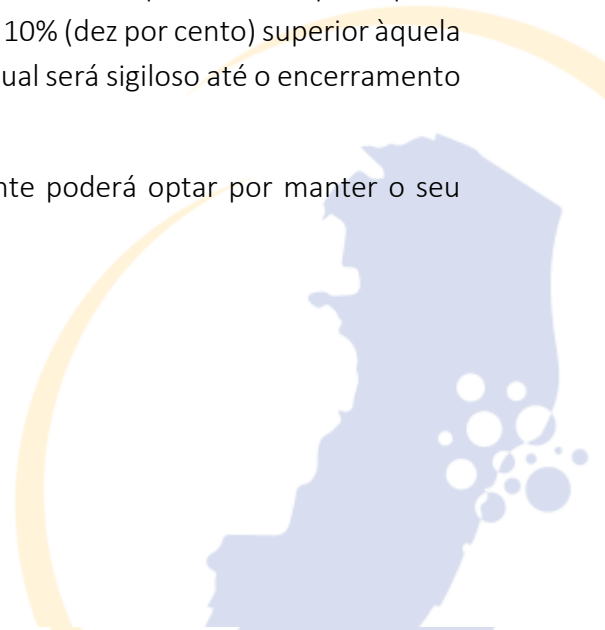 10% (dez por cento) superior àquela
ual será sigiloso até o encerramento
nte poderá optar por manter o seu